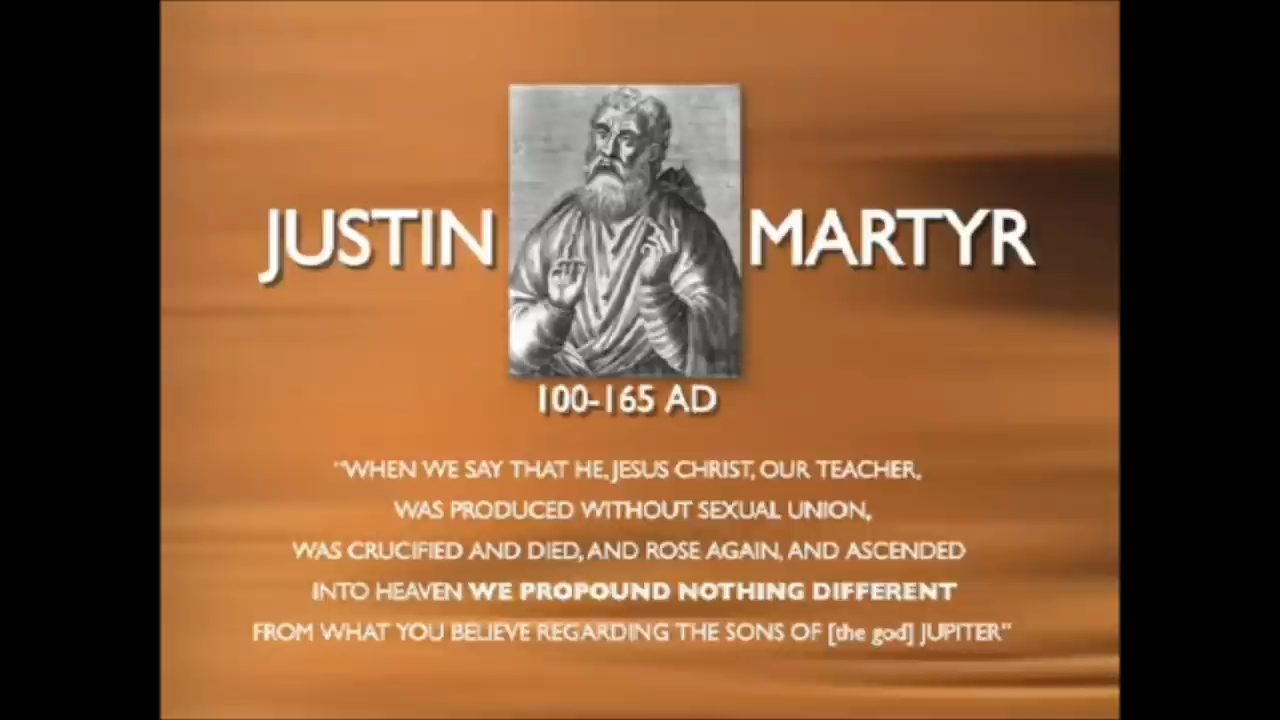 JUSTIN MARTYR
100-165 AD
"WHEN WE SAY THAT HE, JESUS CHRIST, OUR TEACHER,
WAS PRODUCED WITHOUT SEXUAL UNION,
WAS CRUCIFIED AND DIED, AND ROSE AGAIN, AND ASCENDED
INTO HEAVEN WE PROPOUND NOTHING DIFFERENT
FROM WHAT YOU BELIEVE REGARDING THE SONS OF [the god] JUPITER"